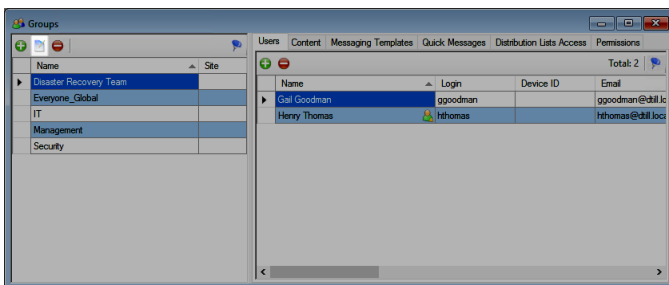 Groups
Users Content Messaging Templates Quick Messages Distribution Lists Access Permissions
Total: 2
Name Site
Disaster Recovery Team
Everyone_Global
IT
Management
Security
Name Login Device ID Email
Gail Goodman ggoodman ggoodman@dtill.lc
Henry Thomas hthomas hthomas@dtill.loca